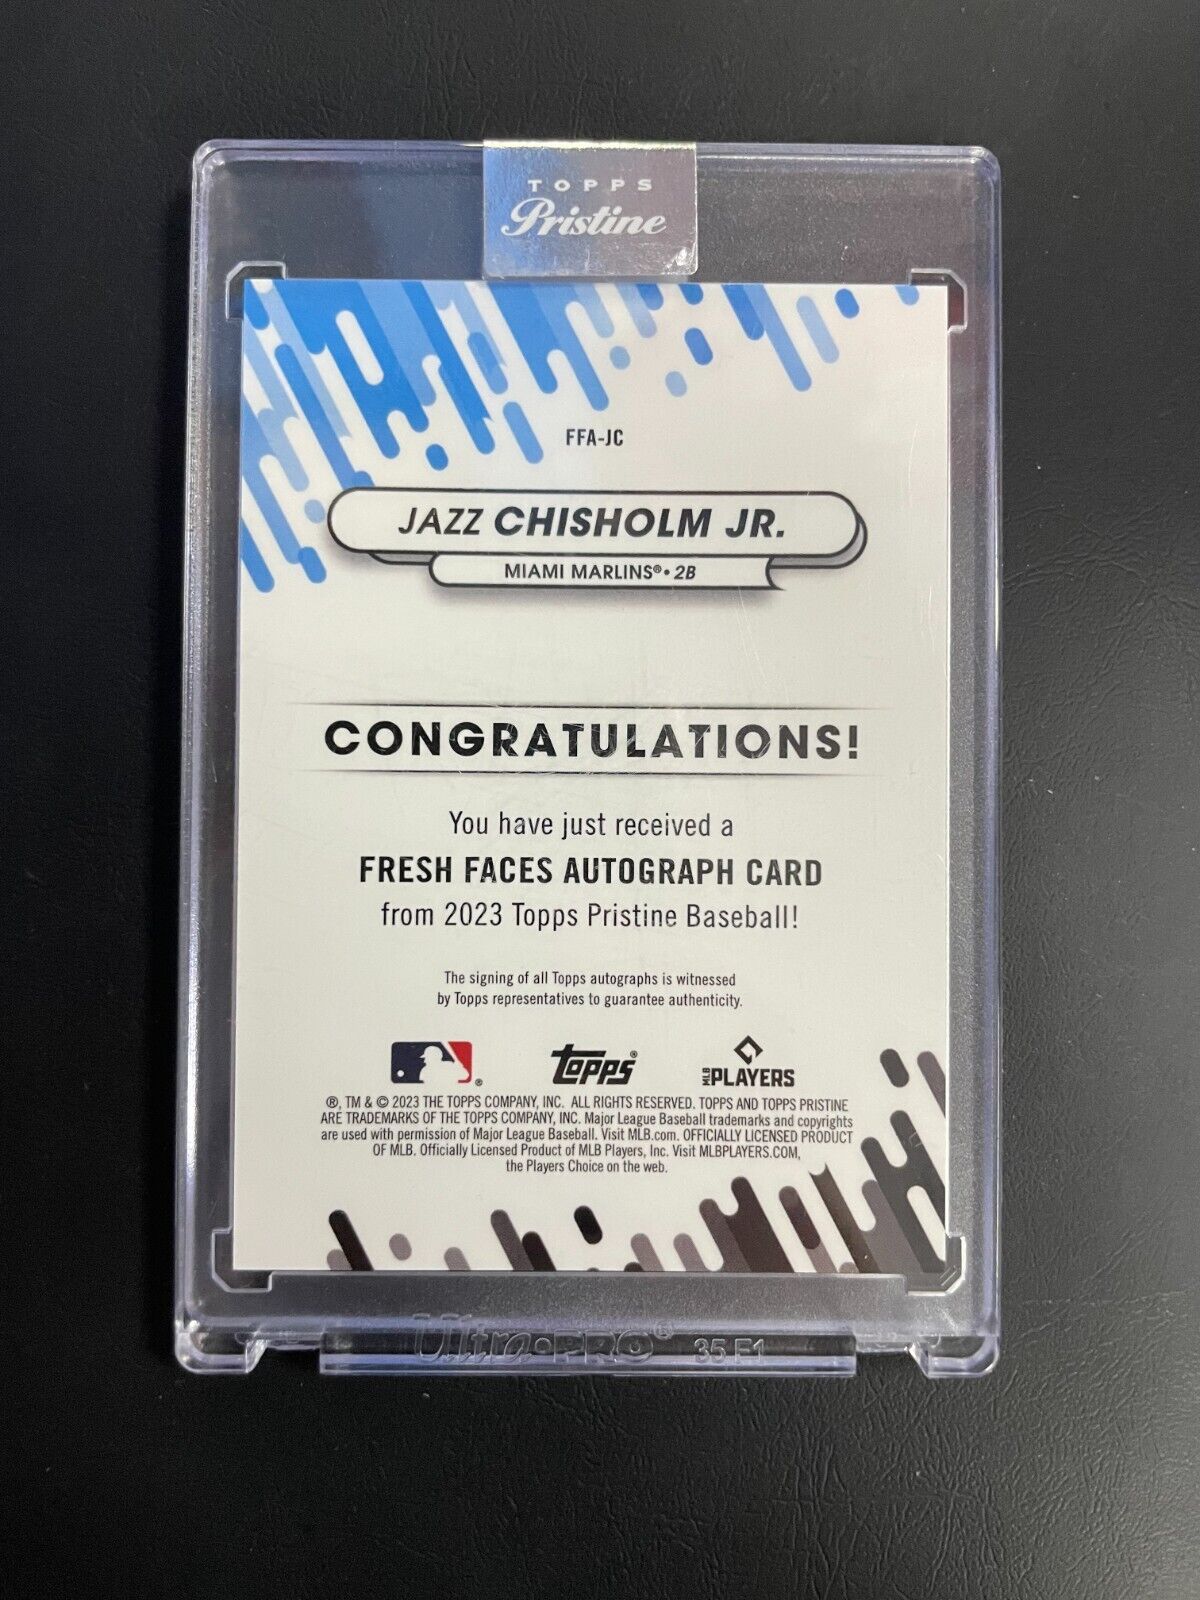 TOPPS
Pristine
FFA-JC
JAZZ CHISHOLM JR.
MIAMI MARLINS®• 2B
CONGRATULATIONS!
You have just received a
FRESH FACES AUTOGRAPH CARD
from 2023 Topps Pristine Baseball!
The signing of all Topps autographs is witnessed
by Topps representatives to guarantee authenticity.
® topps® MLB PLAYERS
®, TM & © 2023 THE TOPPS COMPANY, INC. ALL RIGHTS RESERVED. TOPPS AND TOPPS PRISTINE
ARE TRADEMARKS OF THE TOPPS COMPANY, INC. Major League Baseball trademarks and copyrights
are used with permission of Major League Baseball. Visit MLB.com. OFFICIALLY LICENSED PRODUCT
OF MLB. Officially Licensed Product of MLB Players, Inc. Visit MLBPLAYERS.COM,
the Players Choice on the web.
Ultra•PRO® 35 E1